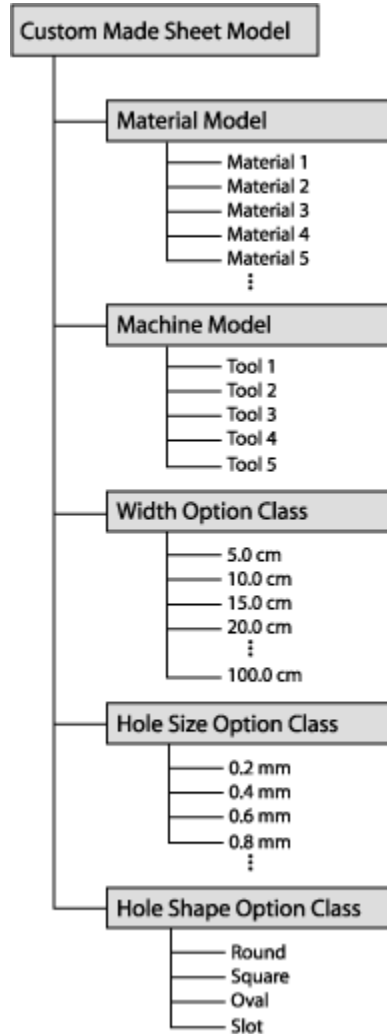 Custom Made Sheet Model
Material Model
Material 1
Material 2
Material 3
Material 4
Material 5
Machine Model
Tool 1
Tool 2
Tool 3
Tool 4
Tool 5
Width Option Class
5.0 cm
10.0 cm
15.0 cm
20.0 cm
100.0 cm
Hole Size Option Class
0.2 mm
0.4 mm
0.6 mm
0.8 mm
Hole Shape Option Class
Round
Square
Oval
Slot